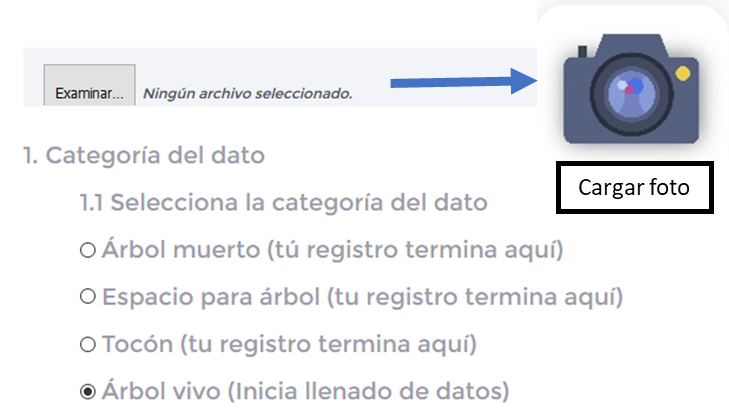 Examinar... Ningún archivo seleccionado.
Cargar foto
1. Categoría del dato
1.1 Selecciona la categoría del dato
Árbol muerto (tú registro termina aquí)
Espacio para árbol (tu registro termina aquí)
Tocón (tu registro termina aquí)
Árbol vivo (Inicia llenado de datos)